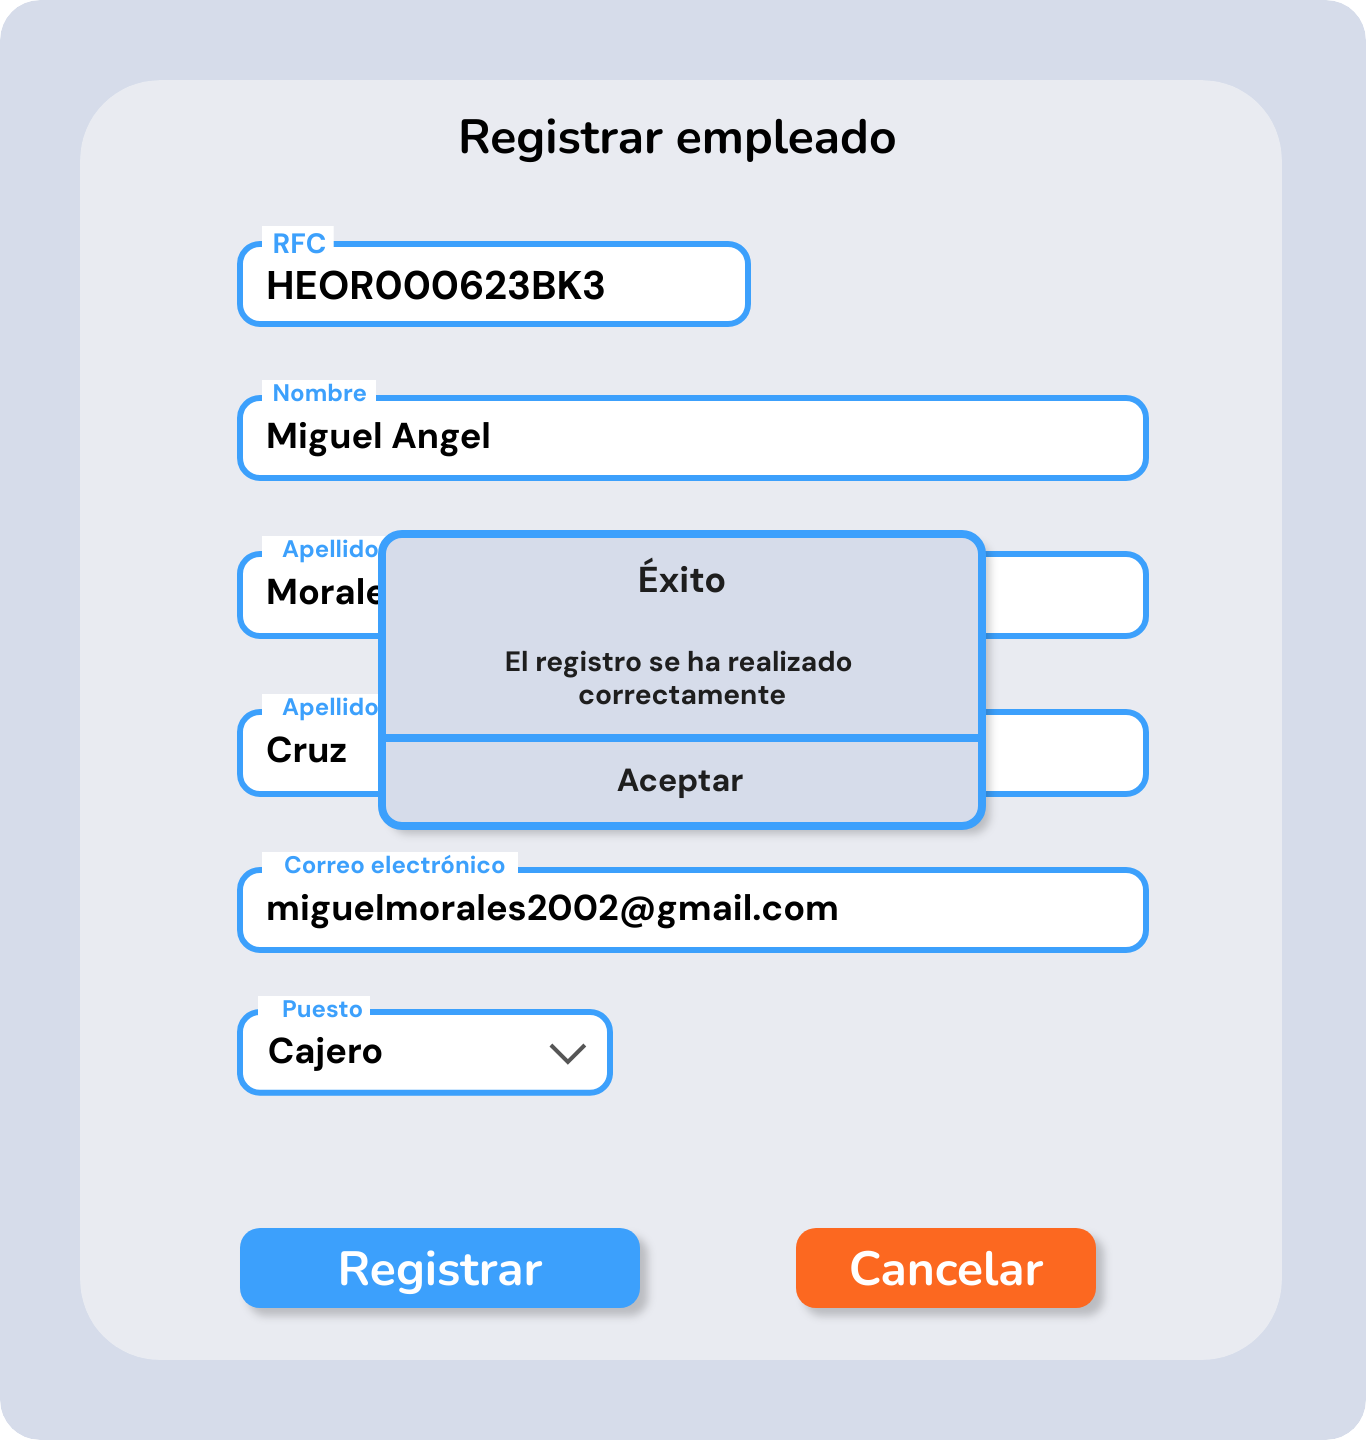 Registrar empleado
RFC
HEOR000623BK3
Nombre
Miguel Angel
Apellido
Éxito
El registro se ha realizado
correctamente
Apellido
Cruz
Aceptar
Correo electrónico
miguelmorales2002@gmail.com
Puesto
Cajero
Registrar
Cancelar